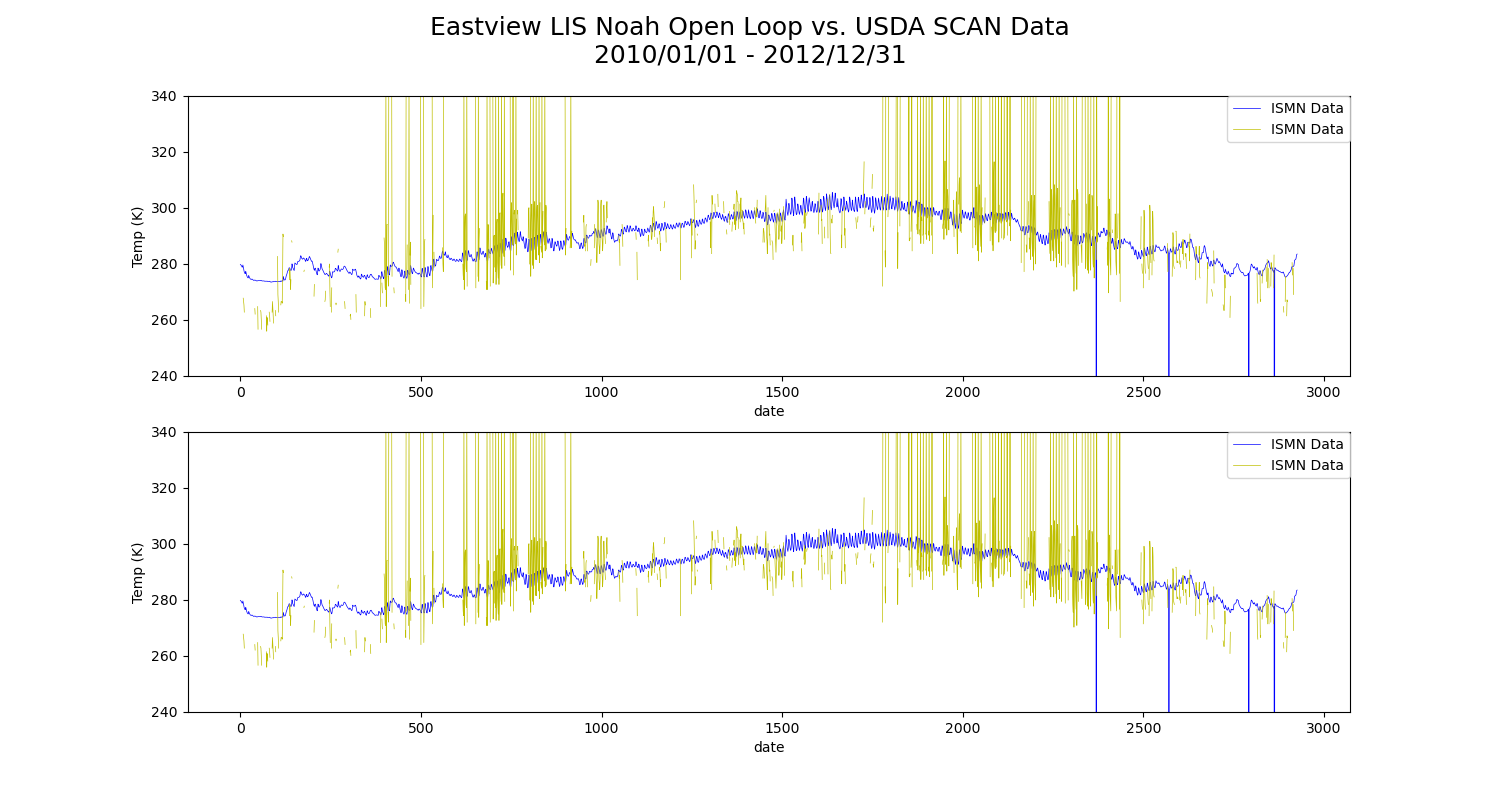 Eastview LIS Noah Open Loop vs. USDA SCAN Data
2010/01/01 - 2012/12/31
340
320
300
280
260
240
Temp (K)
ISMN Data
ISMN Data
0 500 1000 1500 2000 2500 3000
date
340
320
300
280
260
240
Temp (K)
ISMN Data
ISMN Data
0 500 1000 1500 2000 2500 3000
date